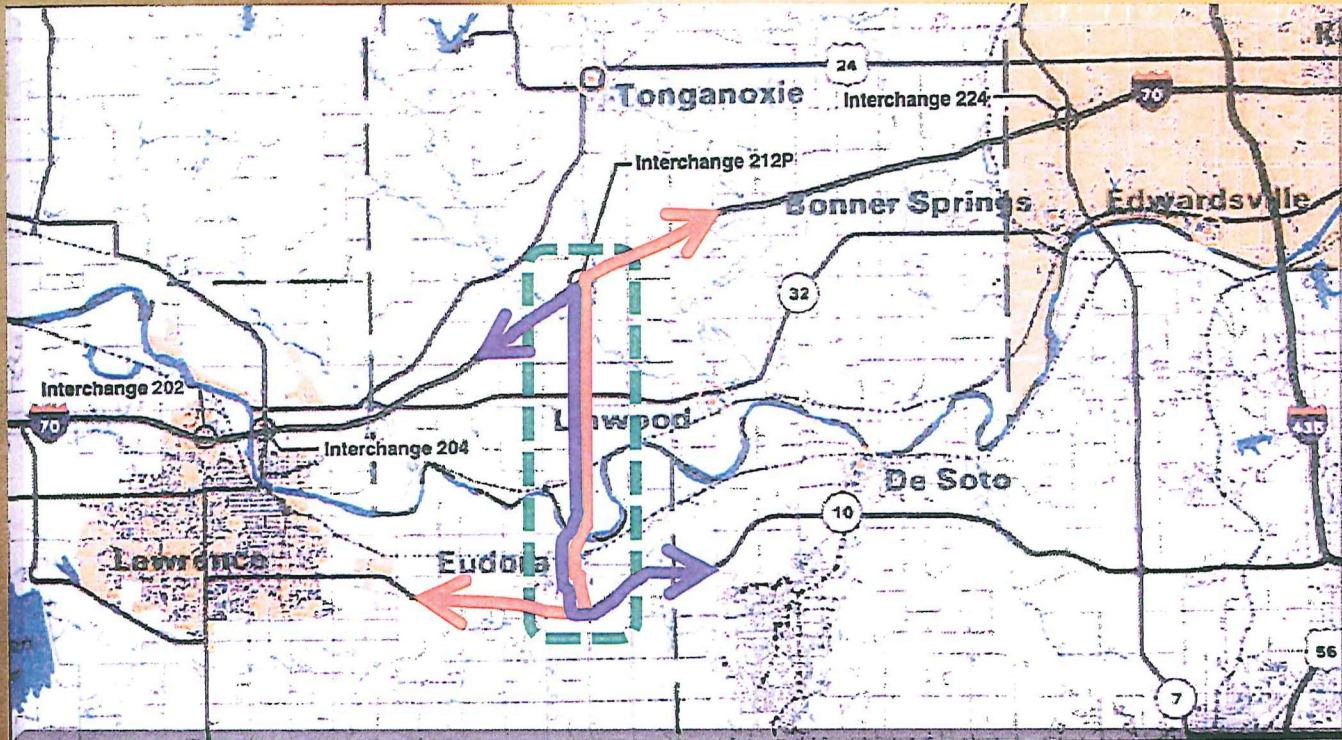 24
Tonganoxie
Interchange 224
70
Interchange 212P
Bonner Springs
Edwardsville
32
Interchange 202
70
Linwood
Interchange 204
435
De Soto
10
Lawrence
Eudora
56
7